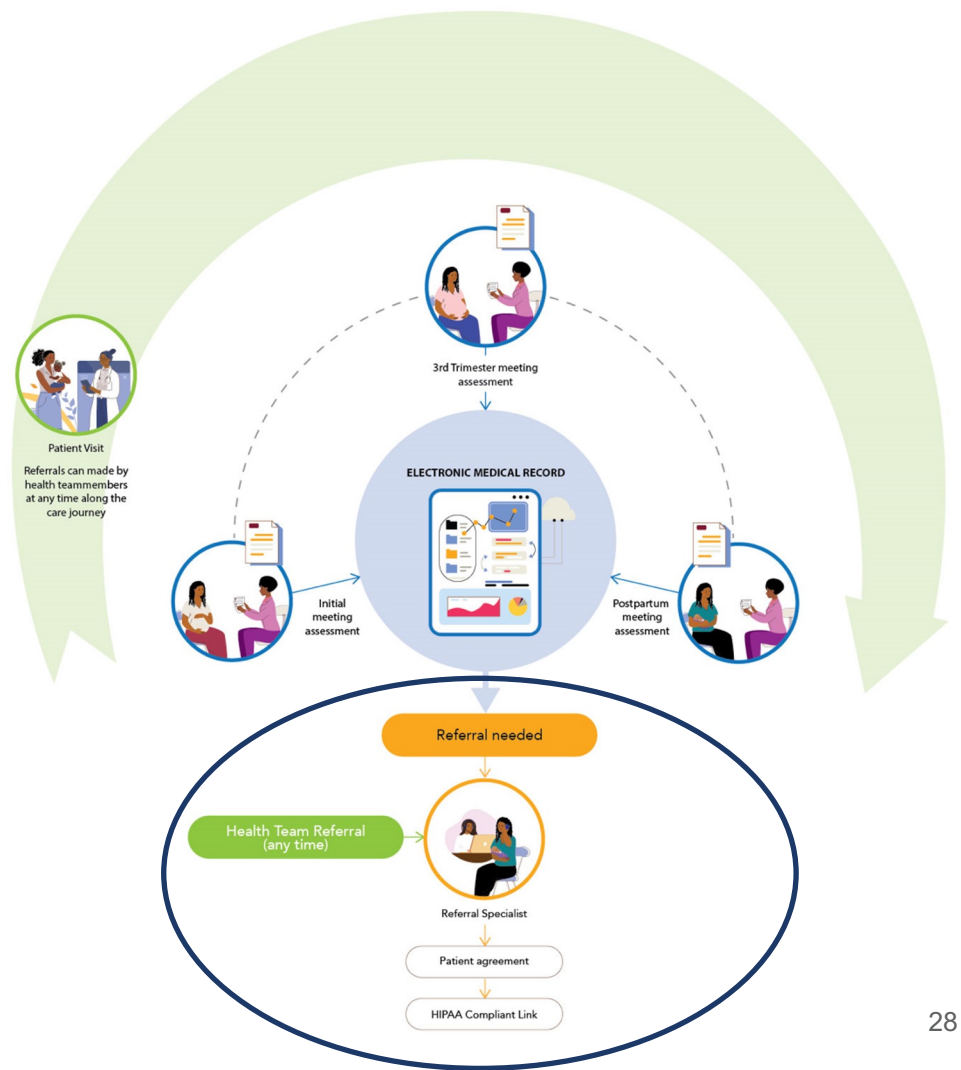 3rd Trimester meeting
assessment
Patient Visit
Referrals can made by
health teammembers
at any time along the
care journey
ELECTRONIC MEDICAL RECORD
Initial
meeting
assessment
Postpartum
meeting
assessment
Referral needed
Health Team Referral
(any time)
Referral Specialist
Patient agreement
HIPAA Compliant Link
28